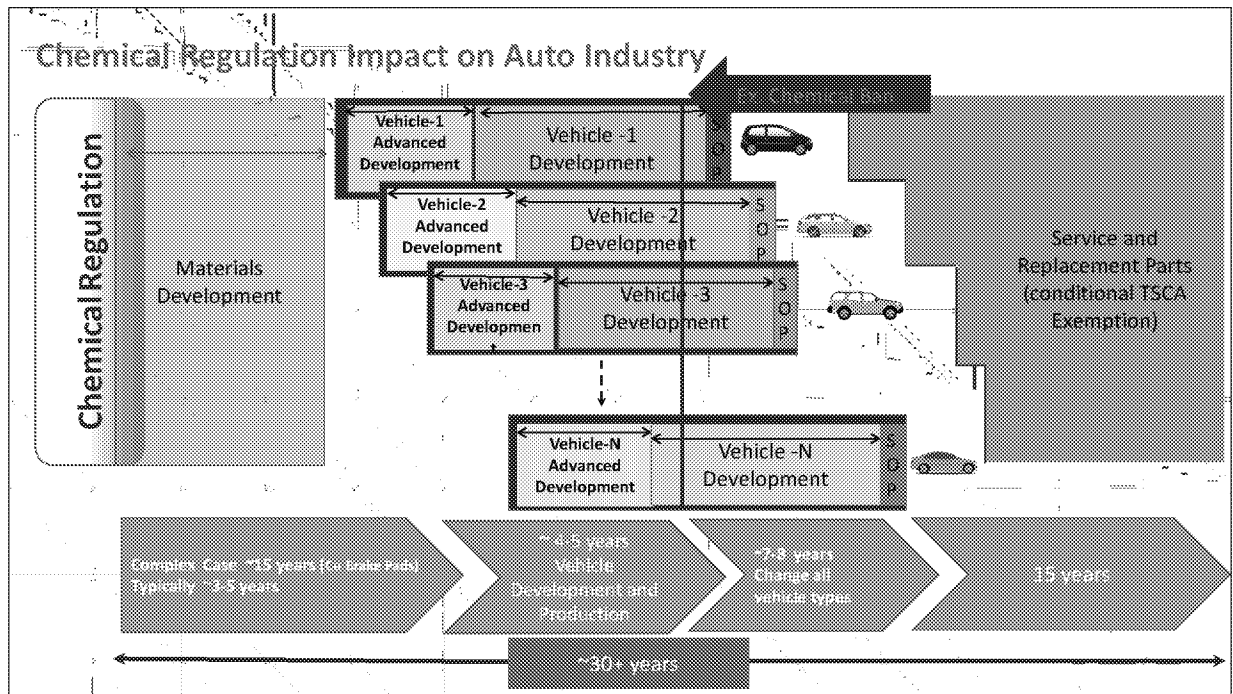 Chemical Regulation Impact on Auto Industry
Chemical Ban
Chemical Regulation
Materials
Development
Vehicle-1
Advanced
Development
Vehicle -1
Development
S
O
P
Vehicle-2
Advanced
Development
Vehicle -2
Development
S
O
P
Vehicle-3
Advanced
Developmen
t
Vehicle -3
Development
S
O
P
Vehicle-N
Advanced
Development
Vehicle -N
Development
S
O
P
Service and
Replacement Parts
(conditional TSCA
Exemption)
Complex Case ~15 years (Cu Brake Pads)
Typically ~3-5 years
~ 4-5 years
Vehicle
Development and
Production
~7-8 years
Change all
vehicle types
15 years
~30+ years